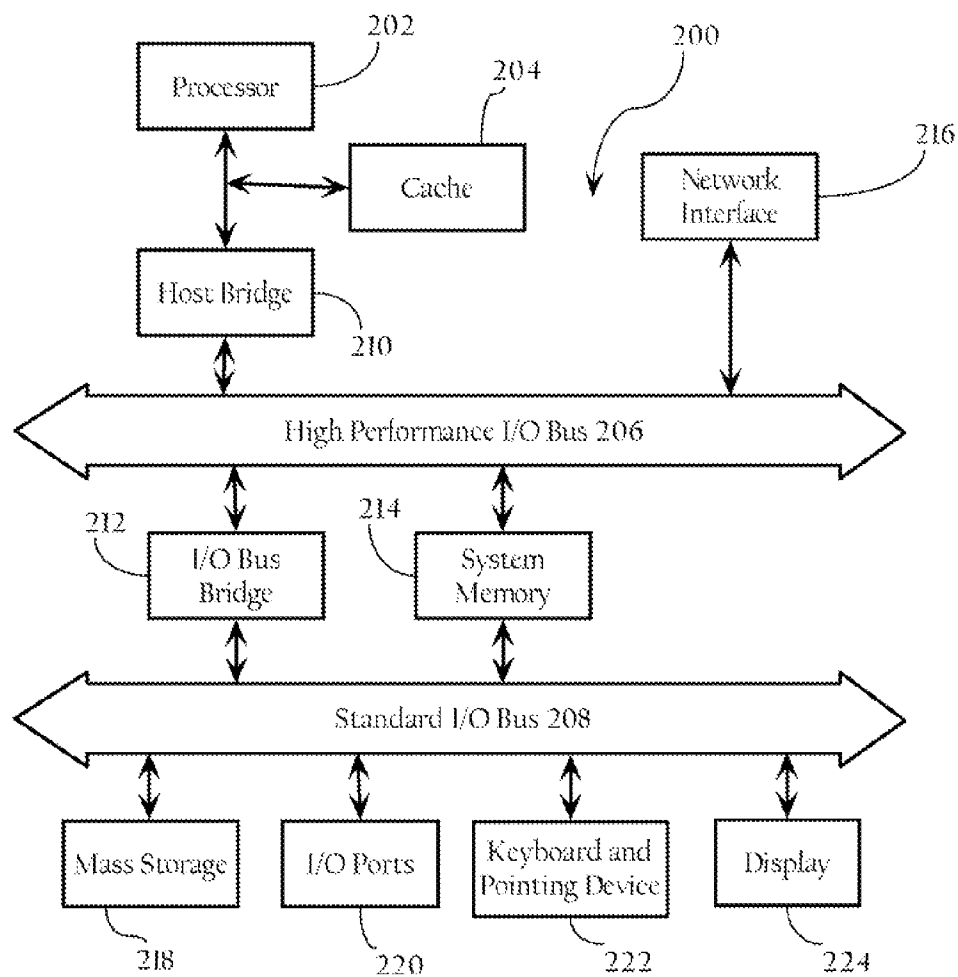 202
Processor
204
200
216
Cache
Network
Interface
Host Bridge
210
High Performance I/O Bus 206
212
214
I/O Bus
Bridge
System
Memory
Standard I/O Bus 208
Mass Storage
I/O Ports
Keyboard and
Pointing Device
Display
218
220
222
224